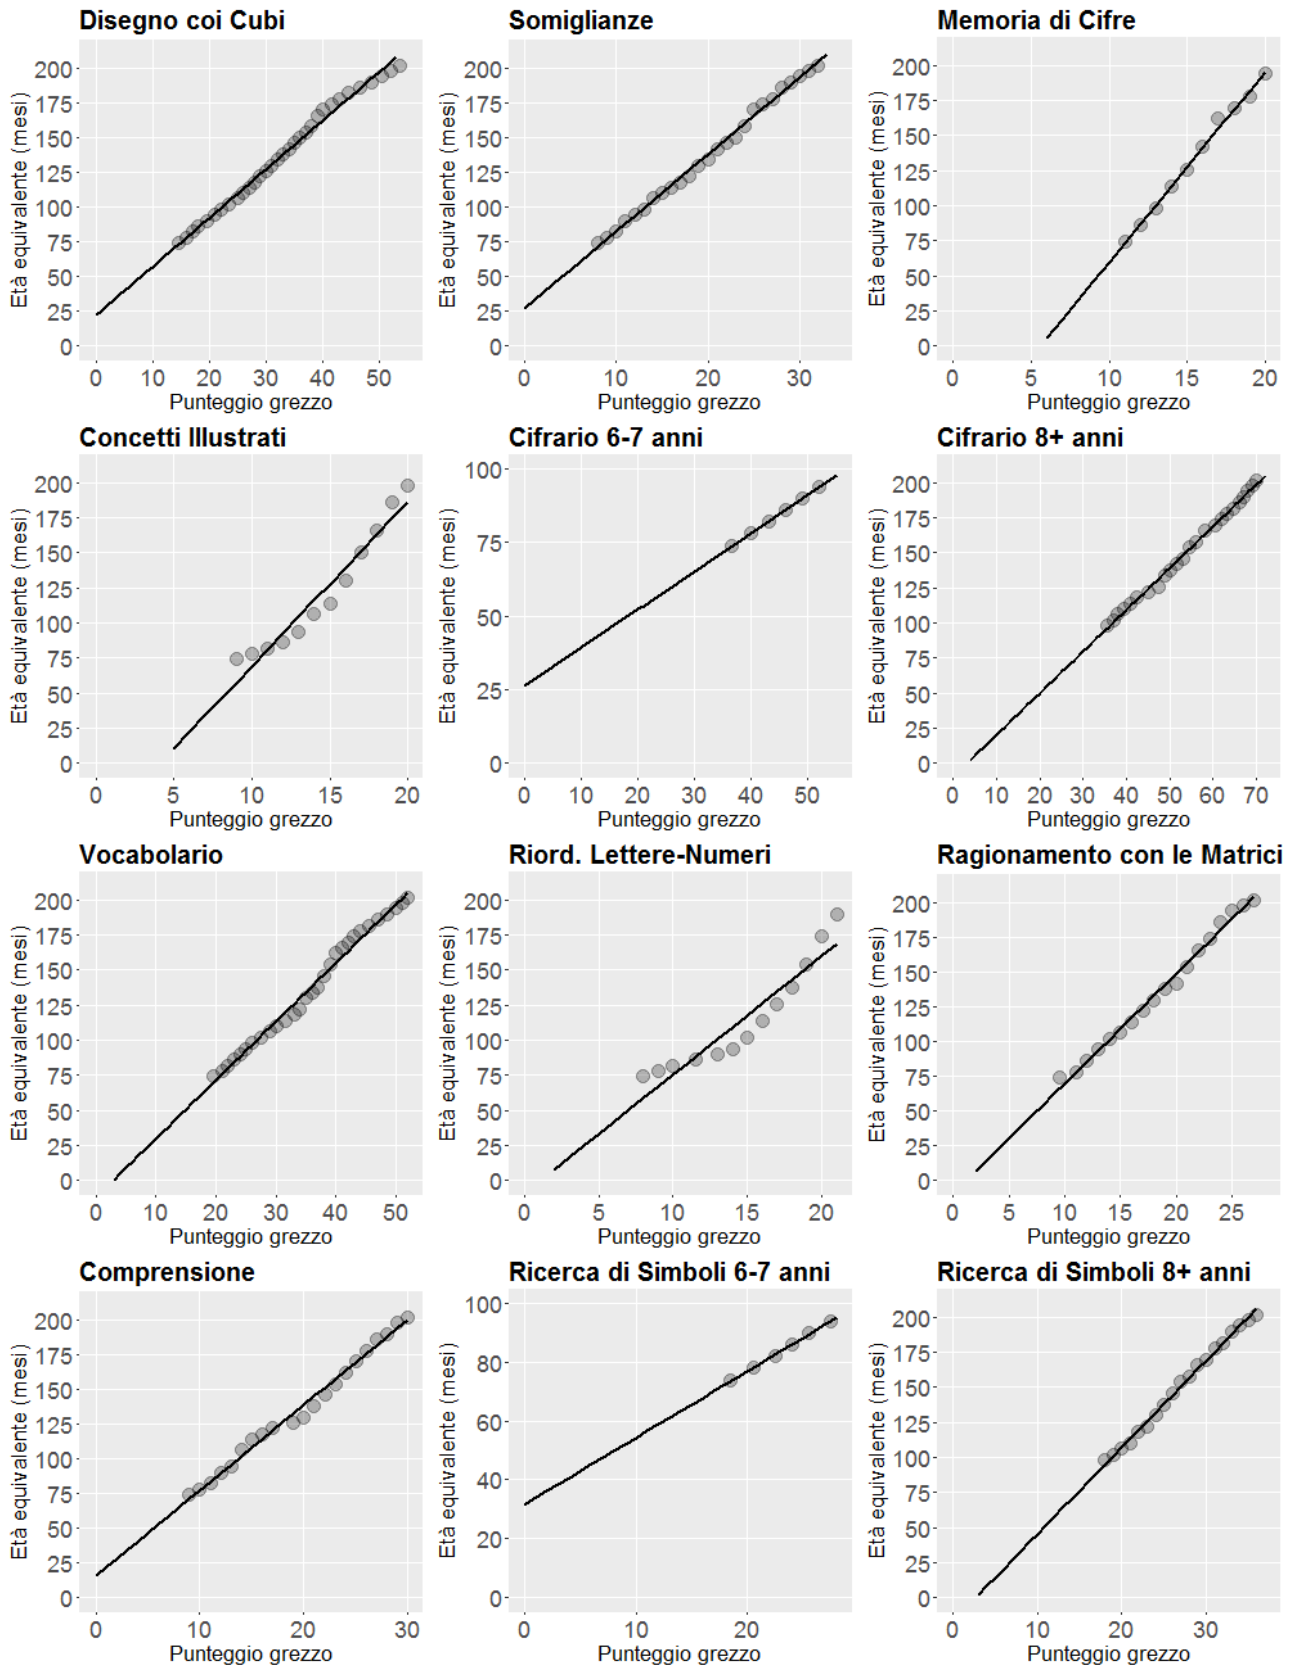 Disegno coi Cubi
Età equivalente (mesi)
200
175
150
125
100
75
50
25
0
0 10 20 30 40 50
Punteggio grezzo
Somiglianze
Età equivalente (mesi)
200
175
150
125
100
75
50
25
0
0 10 20 30
Punteggio grezzo
Memoria di Cifre
Età equivalente (mesi)
200
175
150
125
100
75
50
25
0
0 5 10 15 20
Punteggio grezzo
Concetti Illustrati
Età equivalente (mesi)
200
175
150
125
100
75
50
25
0
0 5 10 15 20
Punteggio grezzo
Cifrario 6-7 anni
Età equivalente (mesi)
100
75
50
25
0
0 10 20 30 40 50
Punteggio grezzo
Cifrario 8+ anni
Età equivalente (mesi)
200
175
150
125
100
75
50
25
0
0 10 20 30 40 50 60 70
Punteggio grezzo
Vocabolario
Età equivalente (mesi)
200
175
150
125
100
75
50
25
0
0 10 20 30 40 50
Punteggio grezzo
Riord. Lettere-Numeri
Età equivalente (mesi)
200
175
150
125
100
75
50
25
0
0 5 10 15 20
Punteggio grezzo
Ragionamento con le Matrici
Età equivalente (mesi)
200
175
150
125
100
75
50
25
0
0 5 10 15 20 25
Punteggio grezzo
Comprensione
Età equivalente (mesi)
200
175
150
125
100
75
50
25
0
0 10 20 30
Punteggio grezzo
Ricerca di Simboli 6-7 anni
Età equivalente (mesi)
100
80
60
40
20
0
0 10 20
Punteggio grezzo
Ricerca di Simboli 8+ anni
Età equivalente (mesi)
200
175
150
125
100
75
50
25
0
0 10 20 30
Punteggio grezzo